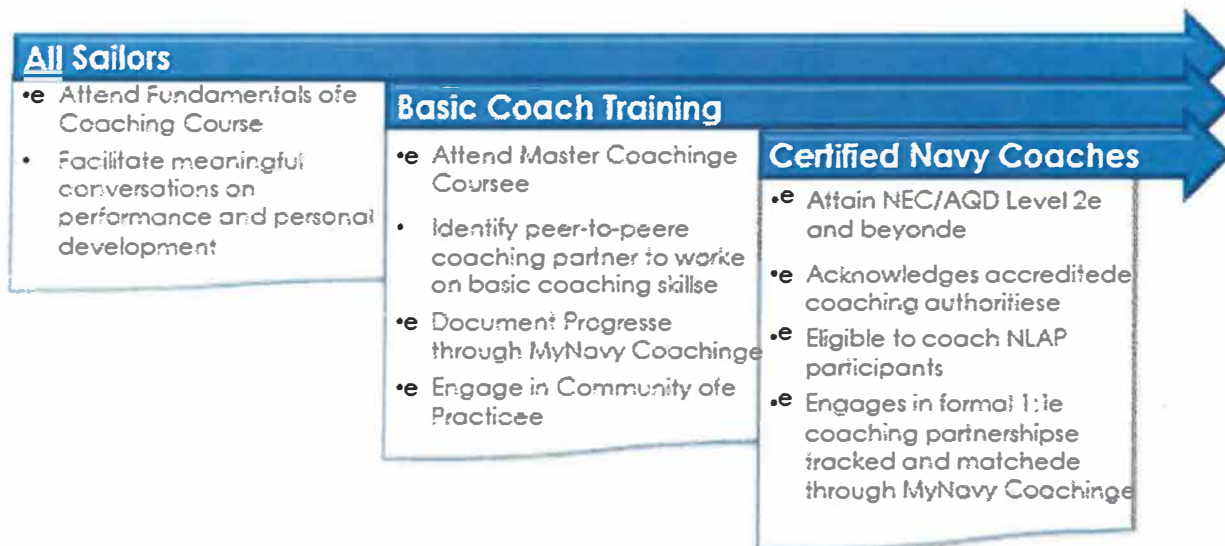 All Sailors
•e Attend Fundamentals ofe
Coaching Course
• Facilitate meaningful
conversations on
performance and personal
development
Basic Coach Training
•e Attend Master Coachinge
Coursee
• Identify peer-to-peere
coaching partner to worke
on basic coaching skillse
•e Document Progresse
through MyNavy Coachinge
•e Engage in Community ofe
Practicee
Certified Navy Coaches
•e Attain NEC/AQD Level 2e
and beyonde
•e Acknowledges accreditede
coaching authoritiese
•e Eligible to coach NLAP
participants
•e Engages in formal 1:1e
coaching partnershipse
tracked and matchede
through MyNavy Coachinge